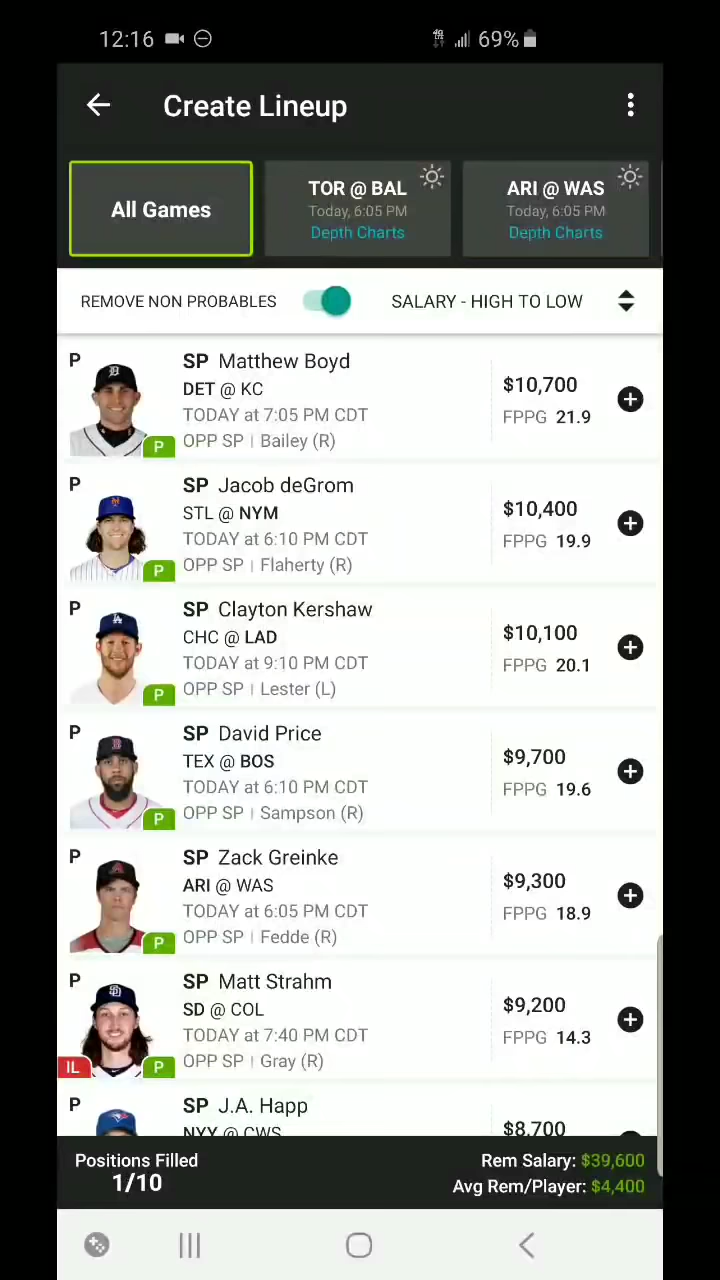 12:16 69%
Create Lineup
All Games
TOR @ BAL
Today, 6:05 PM
Depth Charts
ARI @ WAS
Today, 6:05 PM
Depth Charts
REMOVE NON PROBABLES
SALARY - HIGH TO LOW
P
SP Matthew Boyd
DET @ KC
TODAY at 7:05 PM CDT
OPP SP | Bailey (R)
P
$10,700
FPPG 21.9
P
SP Jacob deGrom
STL @ NYM
TODAY at 6:10 PM CDT
OPP SP | Flaherty (R)
P
$10,400
FPPG 19.9
P
SP Clayton Kershaw
CHC @ LAD
TODAY at 9:10 PM CDT
OPP SP | Lester (L)
P
$10,100
FPPG 20.1
P
SP David Price
TEX @ BOS
TODAY at 6:10 PM CDT
OPP SP | Sampson (R)
P
$9,700
FPPG 19.6
P
SP Zack Greinke
ARI @ WAS
TODAY at 6:05 PM CDT
OPP SP | Fedde (R)
P
$9,300
FPPG 18.9
P
SP Matt Strahm
SD @ COL
TODAY at 7:40 PM CDT
OPP SP | Gray (R)
IL P
$9,200
FPPG 14.3
P
SP J.A. Happ
NYY @ CWS
$8,700
Positions Filled
1/10
Rem Salary: $39,600
Avg Rem/Player: $4,400